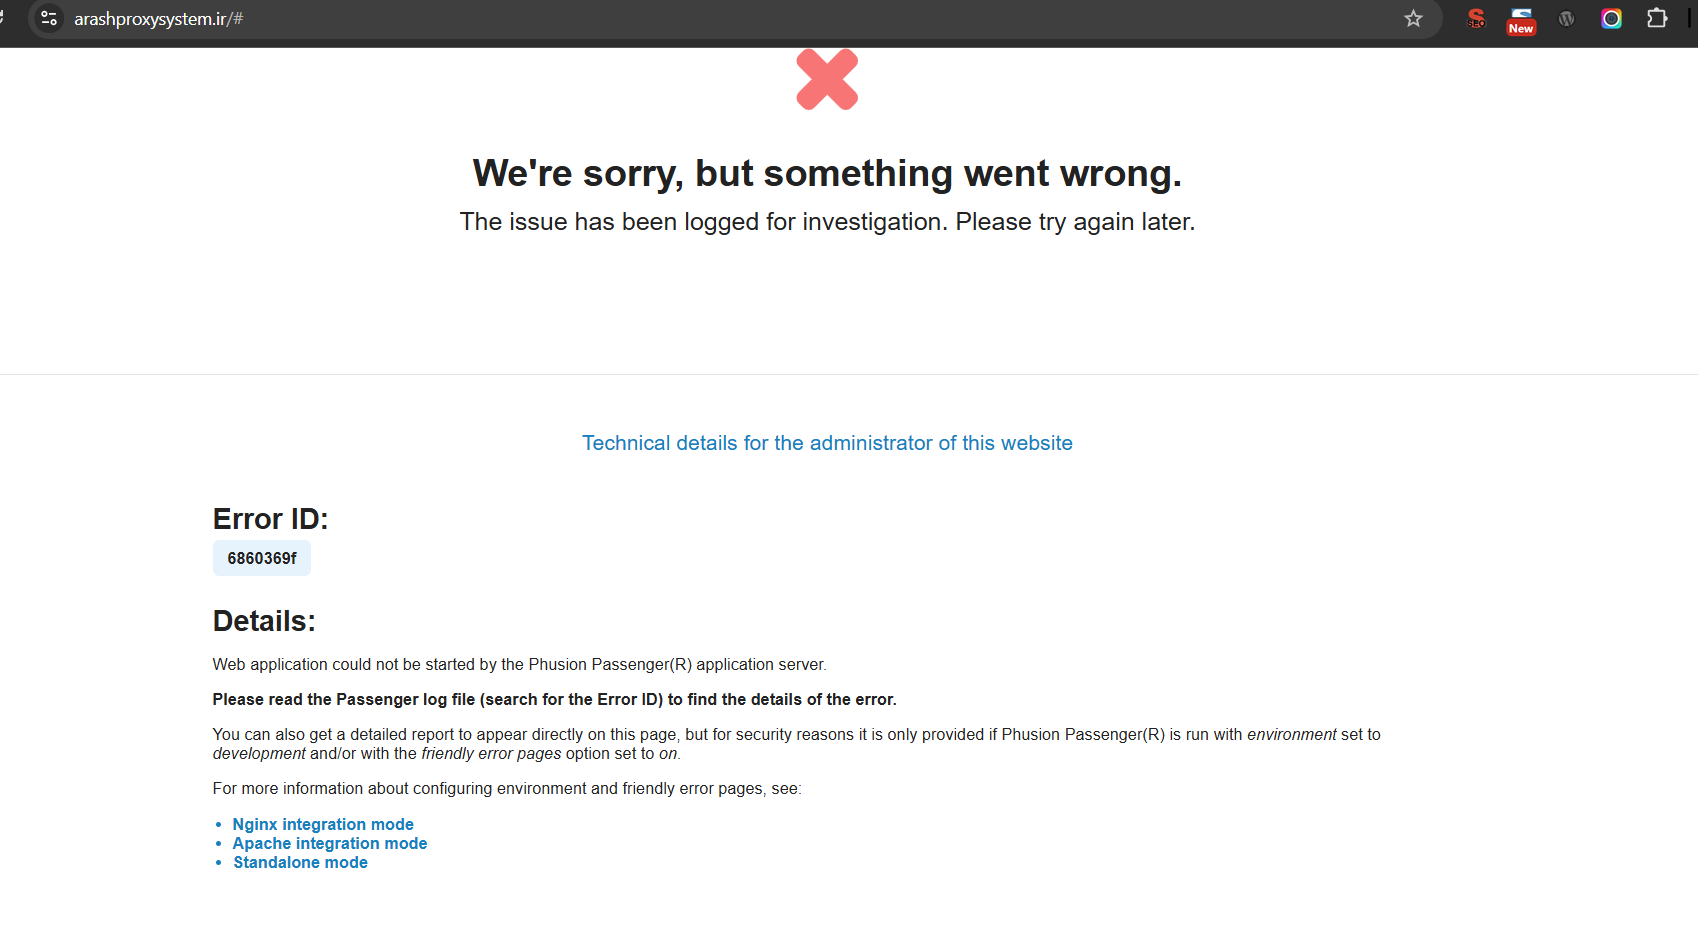 arashproxysystem.ir/#
SEO
New
We're sorry, but something went wrong.
The issue has been logged for investigation. Please try again later.
Technical details for the administrator of this website
Error ID:
6860369f
Details:
Web application could not be started by the Phusion Passenger(R) application server.
Please read the Passenger log file (search for the Error ID) to find the details of the error.
You can also get a detailed report to appear directly on this page, but for security reasons it is only provided if Phusion Passenger(R) is run with environment set to
development and/or with the friendly error pages option set to on.
For more information about configuring environment and friendly error pages, see:
• Nginx integration mode
• Apache integration mode
• Standalone mode